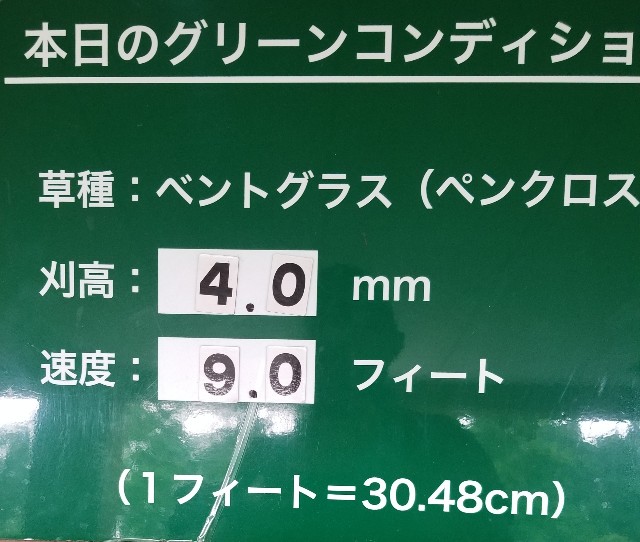 本日のグリーンコンディショ
草種：ベントグラス（ペンクロス
刈高：4.0 mm
速度：9.0 フィート
（1フィート＝30.48cm）